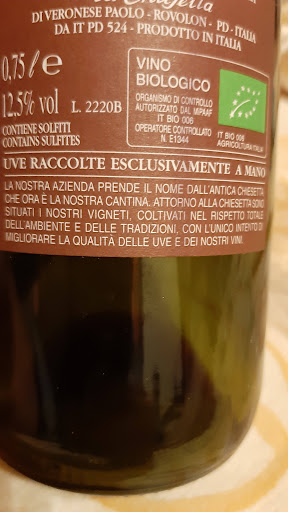 Chiesetta
DI VERONESE PAOLO - ROVOLON - PD - ITALIA
DA IT PD 524 - PRODOTTO IN ITALIA
0,75 l e
12,5% vol L. 2220B
CONTIENE SOLFITI
CONTAINS SULFITES
VINO
BIOLOGICO
ORGANISMO DI CONTROLLO
AUTORIZZATO DAL MIPAAF
IT BIO 006
OPERATORE CONTROLLATO
N. E1344
IT BIO 006
AGRICOLTURA ITALIA
UVE RACCOLTE ESCLUSIVAMENTE A MANO
LA NOSTRA AZIENDA PRENDE IL NOME DALL'ANTICA CHIESETTA
CHE ORA È LA NOSTRA CANTINA. ATTORNO ALLA CHIESETTA SONO
SITUATI I NOSTRI VIGNETI, COLTIVATI NEL RISPETTO TOTALE
DELL'AMBIENTE E DELLE TRADIZIONI, CON L'UNICO INTENTO DI
MIGLIORARE LA QUALITÀ DELLE UVE E DEI NOSTRI VINI.